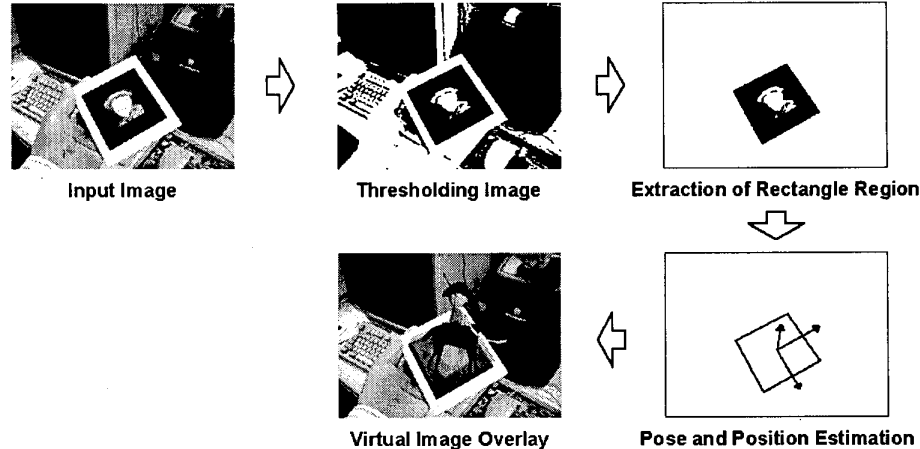 Input Image
Thresholding Image
Extraction of Rectangle Region
Virtual Image Overlay
Pose and Position Estimation